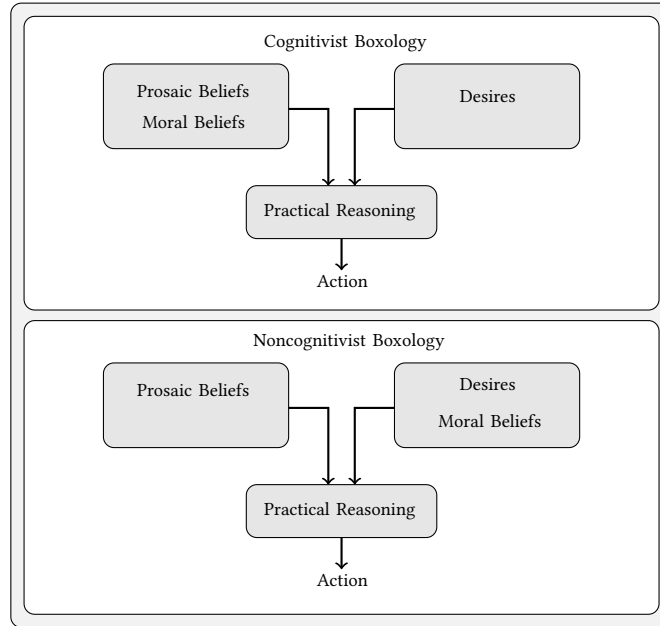 Cognitivist Boxology
Prosaic Beliefs
Moral Beliefs
Desires
Practical Reasoning
Action
Noncognitivist Boxology
Prosaic Beliefs
Desires
Moral Beliefs
Practical Reasoning
Action